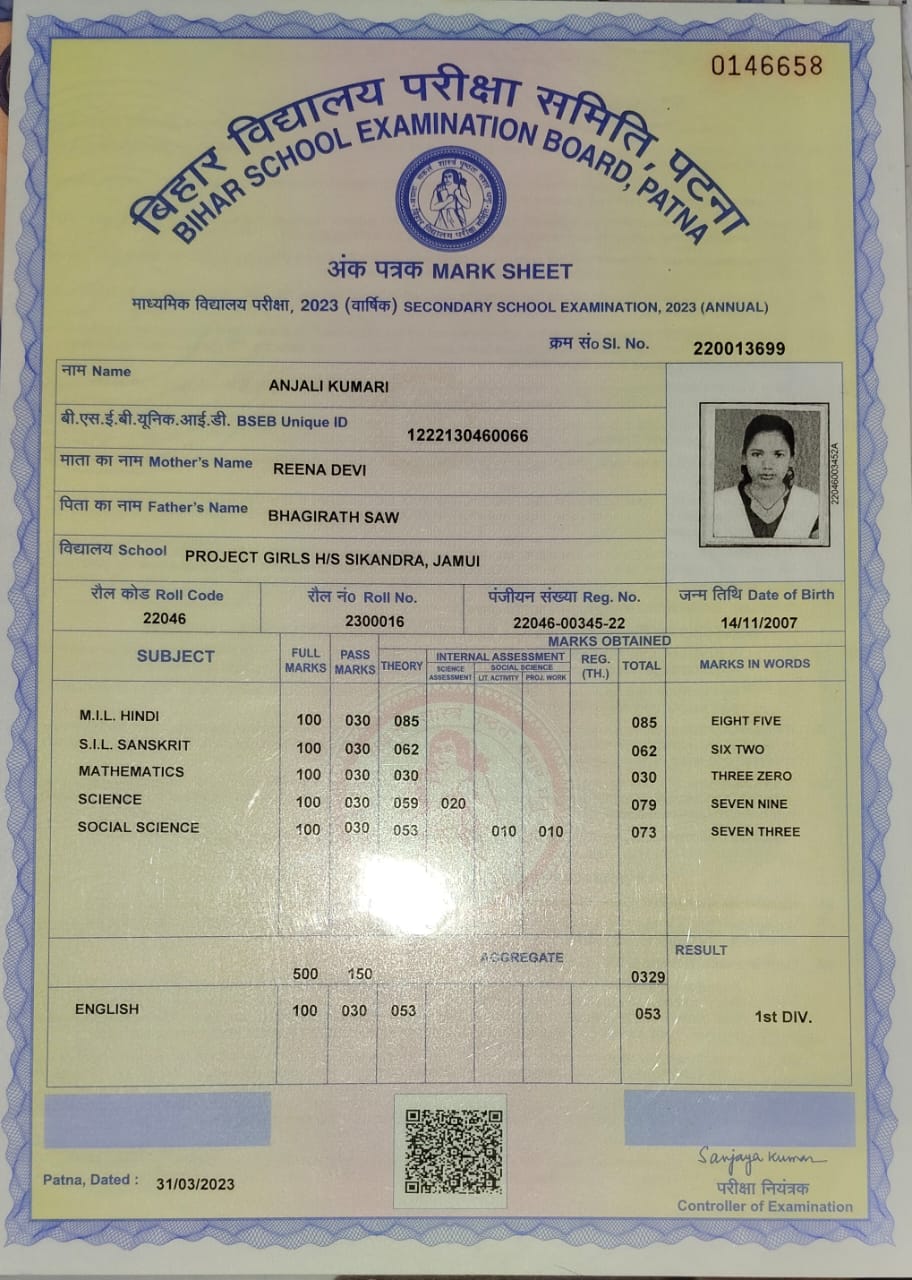 0146658
बिहार विद्यालय परीक्षा समिति, पटना
BIHAR SCHOOL EXAMINATION BOARD, PATNA
अंक पत्रक MARK SHEET
माध्यमिक विद्यालय परीक्षा, 2023 (वार्षिक) SECONDARY SCHOOL EXAMINATION, 2023 (ANNUAL)
क्रम सं० Sl. No. 220013699
नाम Name ANJALI KUMARI
बी.एस.ई.बी.यूनिक.आई.डी. BSEB Unique ID 1222130460066
माता का नाम Mother's Name REENA DEVI
पिता का नाम Father's Name BHAGIRATH SAW
विद्यालय School PROJECT GIRLS H/S SIKANDRA, JAMUI
22046003452A
रौल कोड Roll Code रौल नं० Roll No. पंजीयन संख्या Reg. No. जन्म तिथि Date of Birth
22046 2300016 22046-00345-22 14/11/2007
MARKS OBTAINED
SUBJECT FULL MARKS PASS MARKS THEORY INTERNAL ASSESSMENT REG. (TH.) TOTAL MARKS IN WORDS
SCIENCE ASSESSMENT SOCIAL SCIENCE LIT. ACTIVITY PROJ. WORK
M.I.L. HINDI 100 030 085 085 EIGHT FIVE
S.I.L. SANSKRIT 100 030 062 062 SIX TWO
MATHEMATICS 100 030 030 030 THREE ZERO
SCIENCE 100 030 059 020 079 SEVEN NINE
SOCIAL SCIENCE 100 030 053 010 010 073 SEVEN THREE
AGGREGATE RESULT
500 150 0329
ENGLISH 100 030 053 053 1st DIV.
Patna, Dated : 31/03/2023
Sanjaya Kumar
परीक्षा नियंत्रक
Controller of Examination